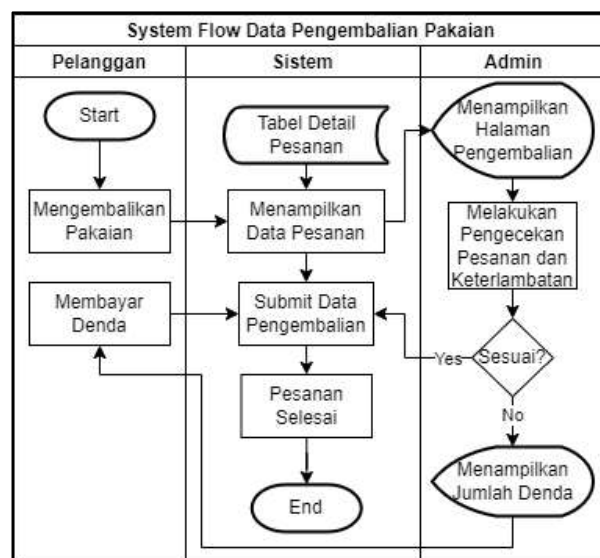 System Flow Data Pengembalian Pakaian
Pelanggan
Sistem
Admin
Start
Tabel Detail
Pesanan
Menampilkan
Halaman
Pengembalian
Mengembalikan
Pakaian
Menampilkan
Data Pesanan
Melakukan
Pengecekan
Pesanan dan
Keterlambatan
Membayar
Denda
Submit Data
Pengembalian
Yes
Sesuai?
No
Pesanan
Selesai
Menampilkan
Jumlah Denda
End